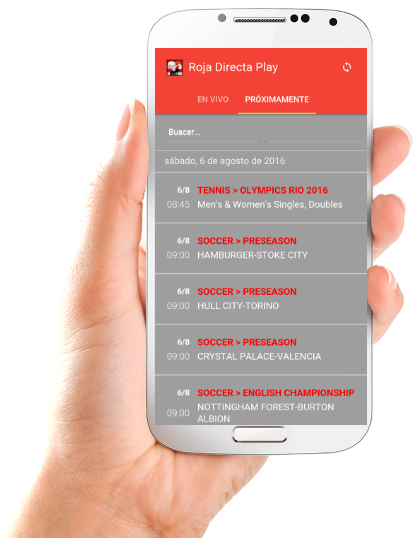 Roja Directa Play
EN VIVO PRÓXIMAMENTE
Buscar...
sábado, 6 de agosto de 2016
6/8 TENNIS > OLYMPICS RIO 2016
08:45 Men's & Women's Singles, Doubles
6/8 SOCCER > PRESEASON
09:00 HAMBURGER-STOKE CITY
6/8 SOCCER > PRESEASON
09:00 HULL CITY-TORINO
6/8 SOCCER > PRESEASON
09:00 CRYSTAL PALACE-VALENCIA
6/8 SOCCER > ENGLISH CHAMPIONSHIP
09:00 NOTTINGHAM FOREST-BURTON
ALBION